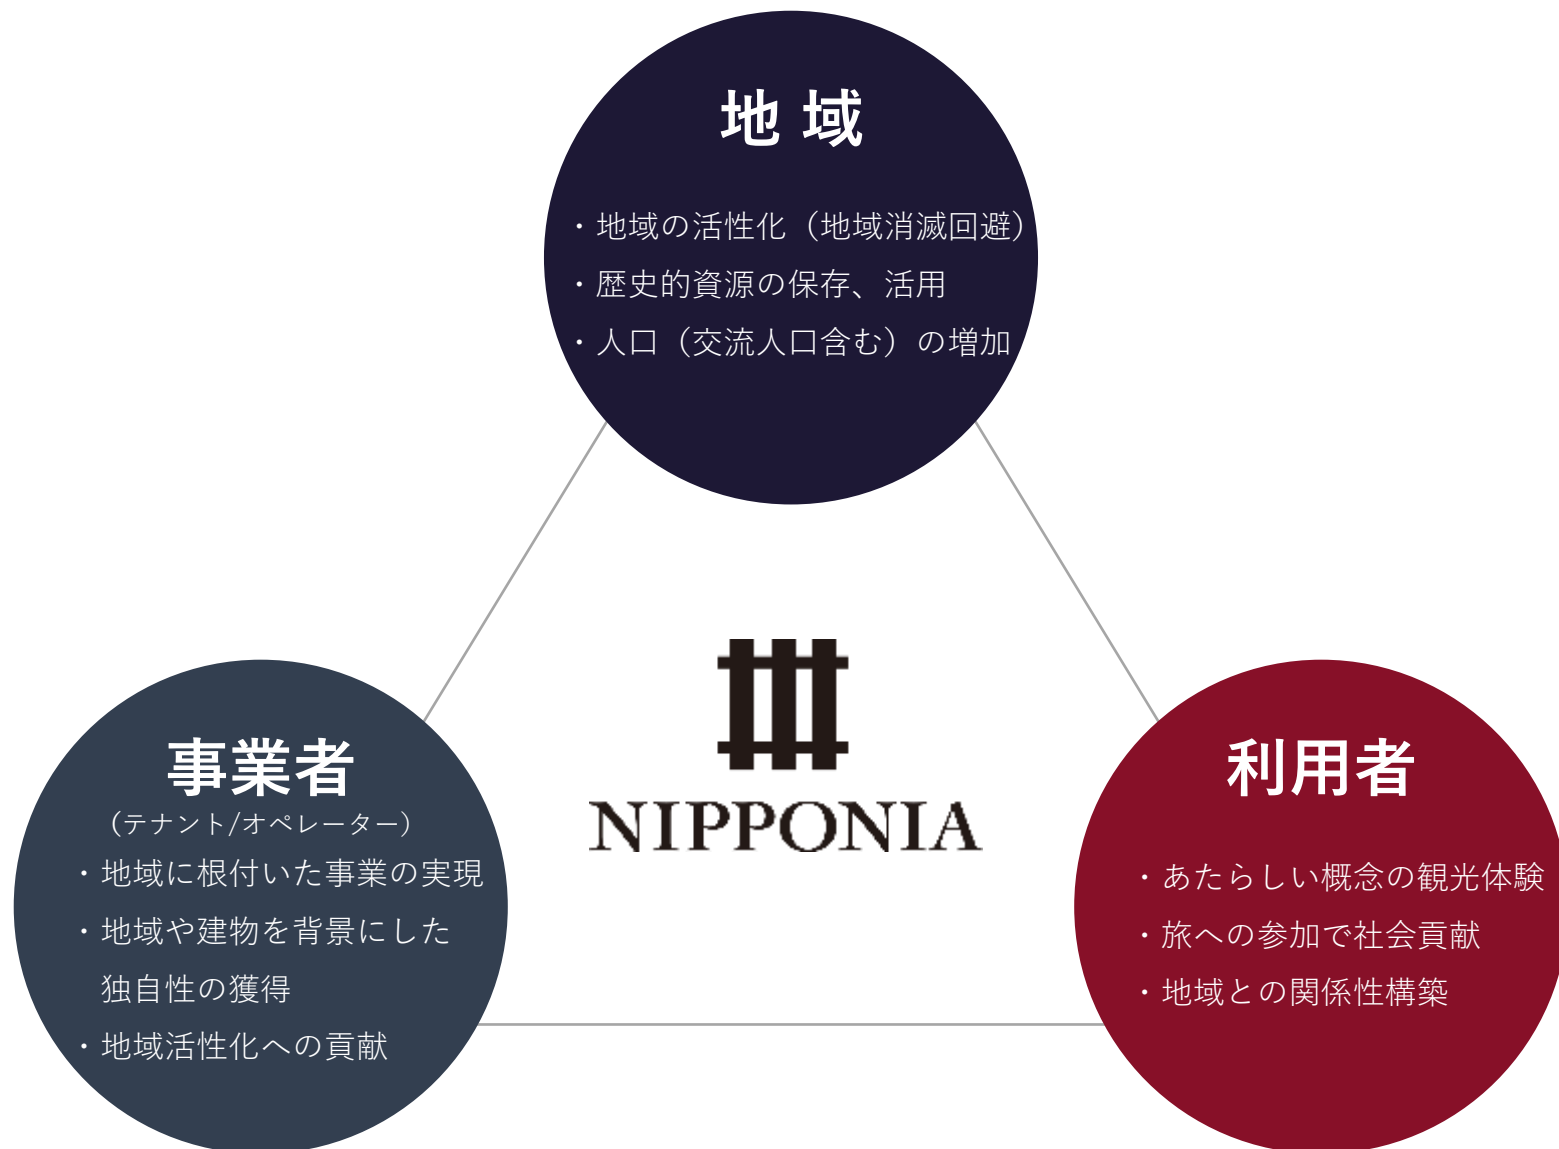 地域
・地域の活性化（地域消滅回避）
・歴史的資源の保存、活用
・人口（交流人口含む）の増加
NIPPONIA
事業者
（テナント/オペレーター）
・地域に根付いた事業の実現
・地域や建物を背景にした
独自性の獲得
・地域活性化への貢献
利用者
・あたらしい概念の観光体験
・旅への参加で社会貢献
・地域との関係性構築